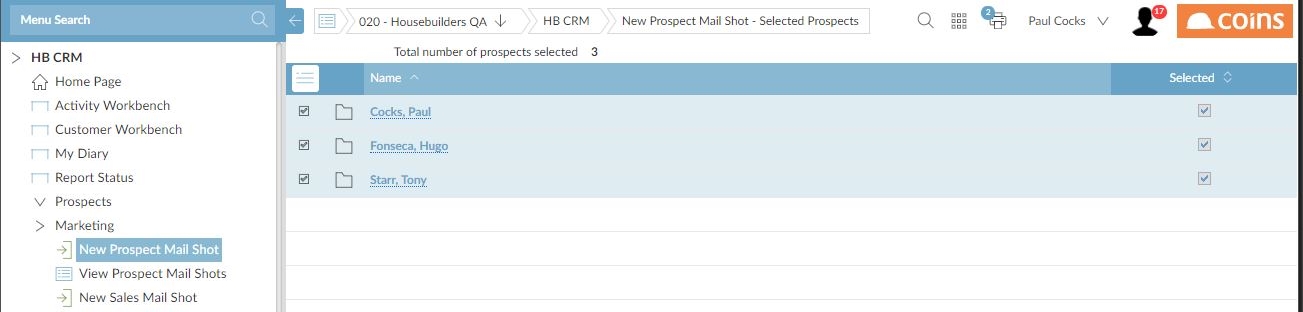 Menu Search
020 - Housebuilders QA
HB CRM
New Prospect Mail Shot - Selected Prospects
2
Paul Cocks
17
coins
Total number of prospects selected 3
Name
Selected
Cocks, Paul
Fonseca, Hugo
Starr, Tony
HB CRM
Home Page
Activity Workbench
Customer Workbench
My Diary
Report Status
Prospects
Marketing
New Prospect Mail Shot
View Prospect Mail Shots
New Sales Mail Shot